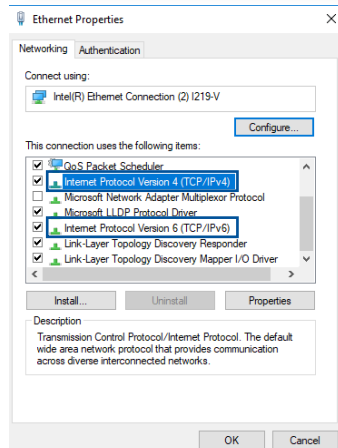 Ethernet Properties
Networking Authentication
Connect using:
Intel(R) Ethernet Connection (2) I219-V
Configure...
This connection uses the following items:
QoS Packet Scheduler
Internet Protocol Version 4 (TCP/IPv4)
Microsoft Network Adapter Multiplexor Protocol
Microsoft LLDP Protocol Driver
Internet Protocol Version 6 (TCP/IPv6)
Link-Layer Topology Discovery Responder
Link-Layer Topology Discovery Mapper I/O Driver
Install... Uninstall Properties
Description
Transmission Control Protocol/Internet Protocol. The default
wide area network protocol that provides communication
across diverse interconnected networks.
OK Cancel